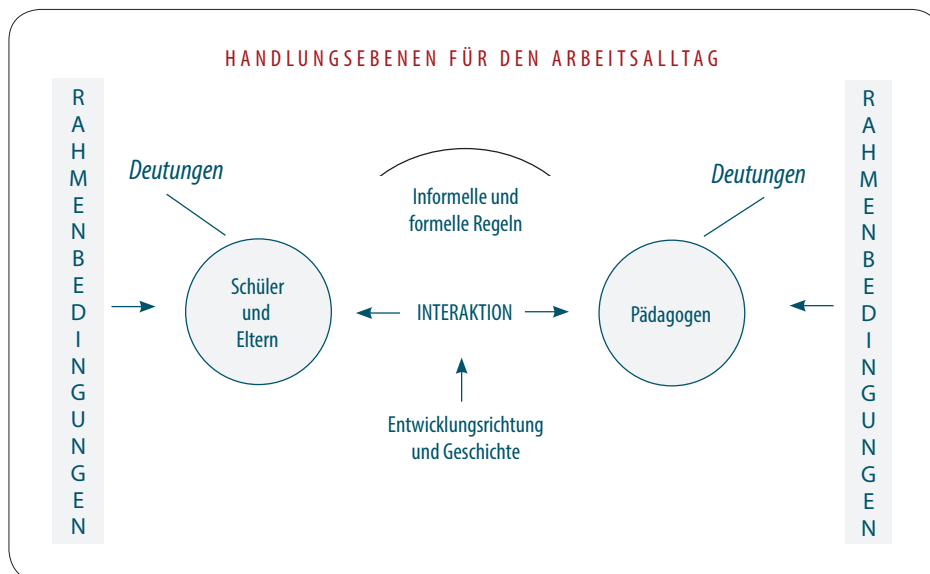 HANDLUNGSEBENEN FÜR DEN ARBEITSALLTAG
RAHMENBEDINGUNGEN
Deutungen
Schüler
und
Eltern
Informelle und
formelle Regeln
INTERAKTION
Entwicklungsrichtung
und Geschichte
Deutungen
Pädagogen
RAHMENBEDINGUNGEN